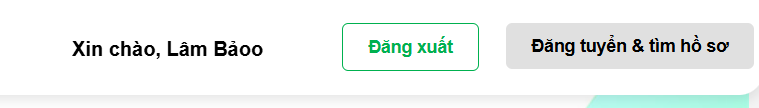 Xin chào, Lâm Bảoo
Đăng xuất
Đăng tuyển & tìm hồ sơ